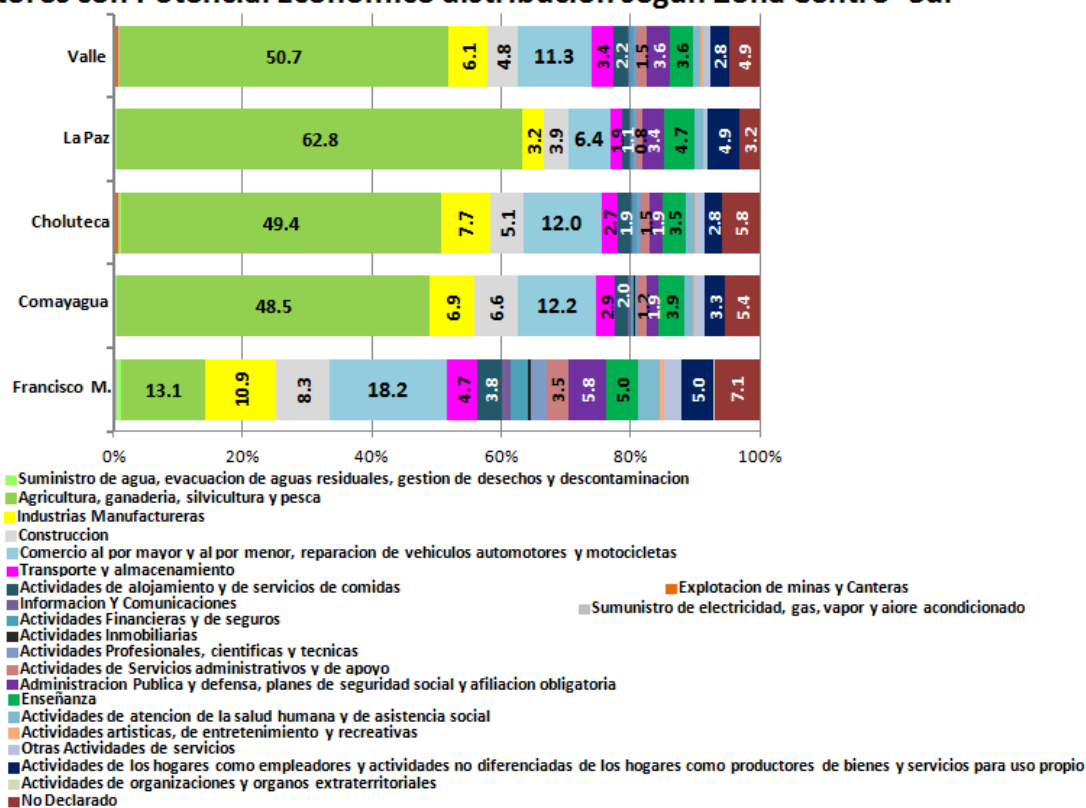 con Potencial Económico distribución según Zona Centro -Sur
Valle 50.7 6.1 4.8 11.3 3.4 2.2 1.5 3.6 3.6 2.8 4.9
La Paz 62.8 3.2 3.9 6.4 1.9 1.1 0.8 3.4 4.7 4.9 3.2
Choluteca 49.4 7.7 5.1 12.0 2.7 1.9 1.5 1.9 3.5 2.8 5.8
Comayagua 48.5 6.9 6.6 12.2 2.9 2.0 1.2 1.9 3.9 3.3 5.4
Francisco M. 13.1 10.9 8.3 18.2 4.7 3.8 3.5 5.8 5.0 5.0 7.1
0% 20% 40% 60% 80% 100%
Suministro de agua, evacuacion de aguas residuales, gestion de desechos y descontaminacion
Agricultura, ganaderia, silvicultura y pesca
Industrias Manufactureras
Construccion
Comercio al por mayor y al por menor, reparacion de vehiculos automotores y motocicletas
Transporte y almacenamiento
Actividades de alojamiento y de servicios de comidas
Explotacion de minas y Canteras
Informacion Y Comunicaciones
Sumunistro de electricidad, gas, vapor y aiore acondicionado
Actividades Financieras y de seguros
Actividades Inmobiliarias
Actividades Profesionales, cientificas y tecnicas
Actividades de Servicios administrativos y de apoyo
Administracion Publica y defensa, planes de seguridad social y afiliacion obligatoria
Enseñanza
Actividades de atencion de la salud humana y de asistencia social
Actividades artisticas, de entretenimiento y recreativas
Otras Actividades de servicios
Actividades de los hogares como empleadores y actividades no diferenciadas de los hogares como productores de bienes y servicios para uso propio
Actividades de organizaciones y organos extraterritoriales
No Declarado